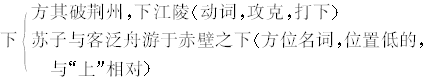 方其破荆州,下江陵(动词,攻克,打下)
下
苏子与客泛舟游于赤壁之下(方位名词,位置低的,
与“上”相对)